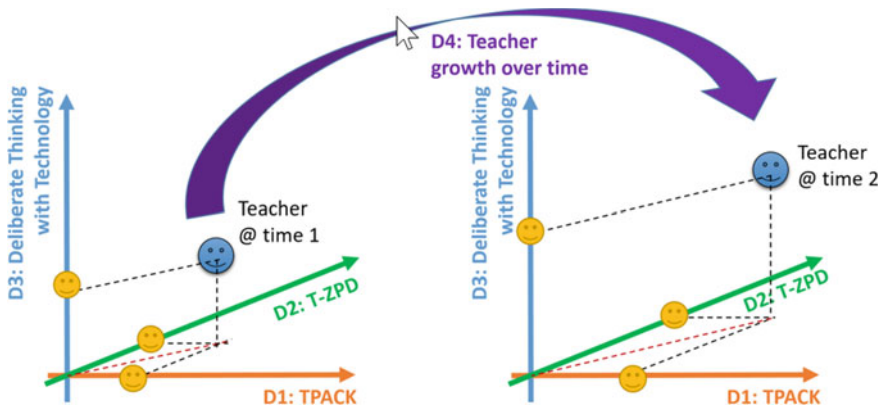 D4: Teacher
growth over time
D3: Deliberate Thinking
with Technology
Teacher
@ time 1
D2: T-ZPD
D1: TPACK
D3: Deliberate Thinking
with Technology
Teacher
@ time 2
D2: T-ZPD
D1: TPACK